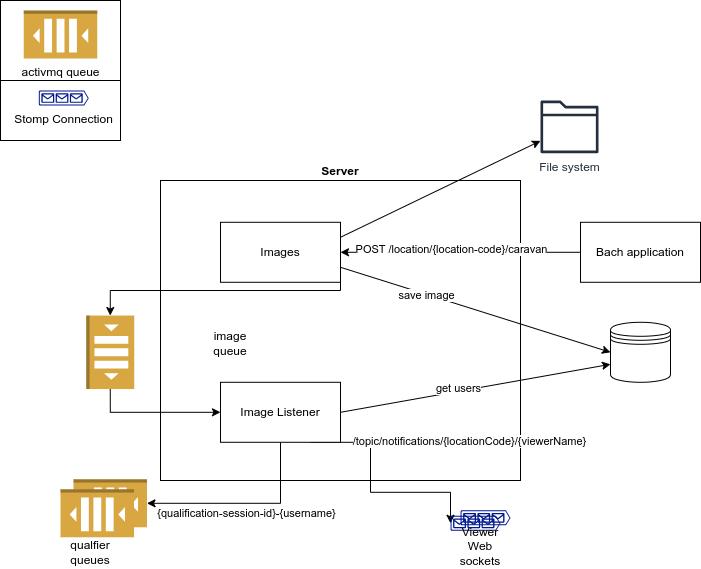 activmq queue
Stomp Connection
File system
Server
Images
POST /location/{location-code}/caravan
Bach application
save image
image
queue
get users
Image Listener
/topic/notifications/{locationCode}/{viewerName}
{qualification-session-id}-{username}
qualfier
queues
Viewer
Web
sockets